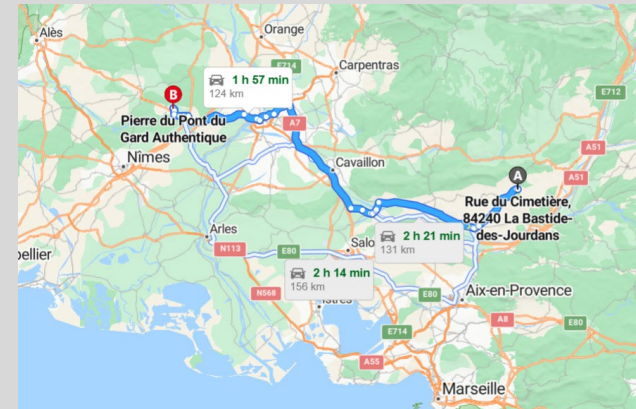 Alès
Orange
E714
Carpentras
1 h 57 min
124 km
B
E712
Pierre du Pont du
Gard Authentique
A7
A51
Nîmes
Cavaillon
A
A51
Rue du Cimetière,
84240 La Bastide-
des-Jourdans
Arles
N113
E80
Salo
2 h 21 min
131 km
pellier
2 h 14 min
156 km
N568
Istres
E80
Aix-en-Provence
E714
A8
E80
A55
Marseille